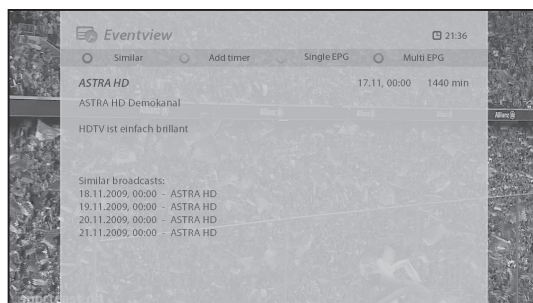 Eventview 21:36
Similar Add timer Single EPG Multi EPG
ASTRA HD 17.11, 00:00 1440 min
ASTRA HD Demokanal
Allianz
HDTV ist einfach brillant
Similar broadcasts:
18.11.2009, 00:00 - ASTRA HD
19.11.2009, 00:00 - ASTRA HD
20.11.2009, 00:00 - ASTRA HD
21.11.2009, 00:00 - ASTRA HD